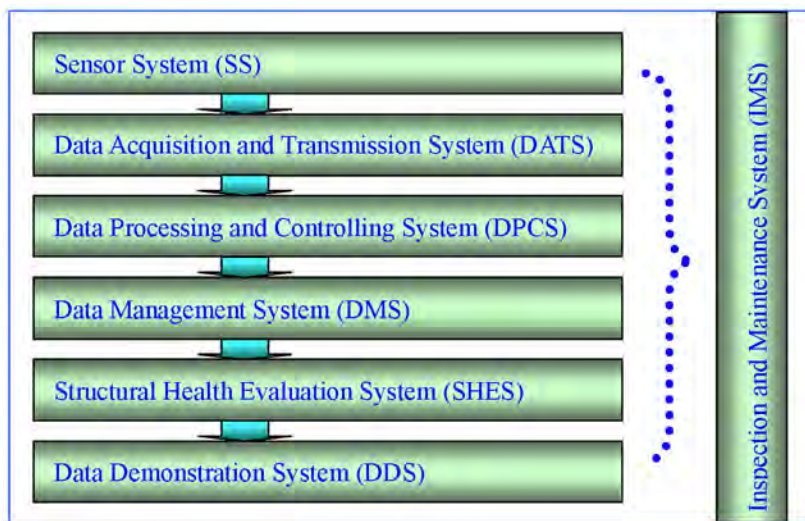 Sensor System (SS)
Data Acquisition and Transmission System (DATS)
Data Processing and Controlling System (DPCS)
Data Management System (DMS)
Structural Health Evaluation System (SHES)
Data Demonstration System (DDS)
Inspection and Maintenance System (IMS)